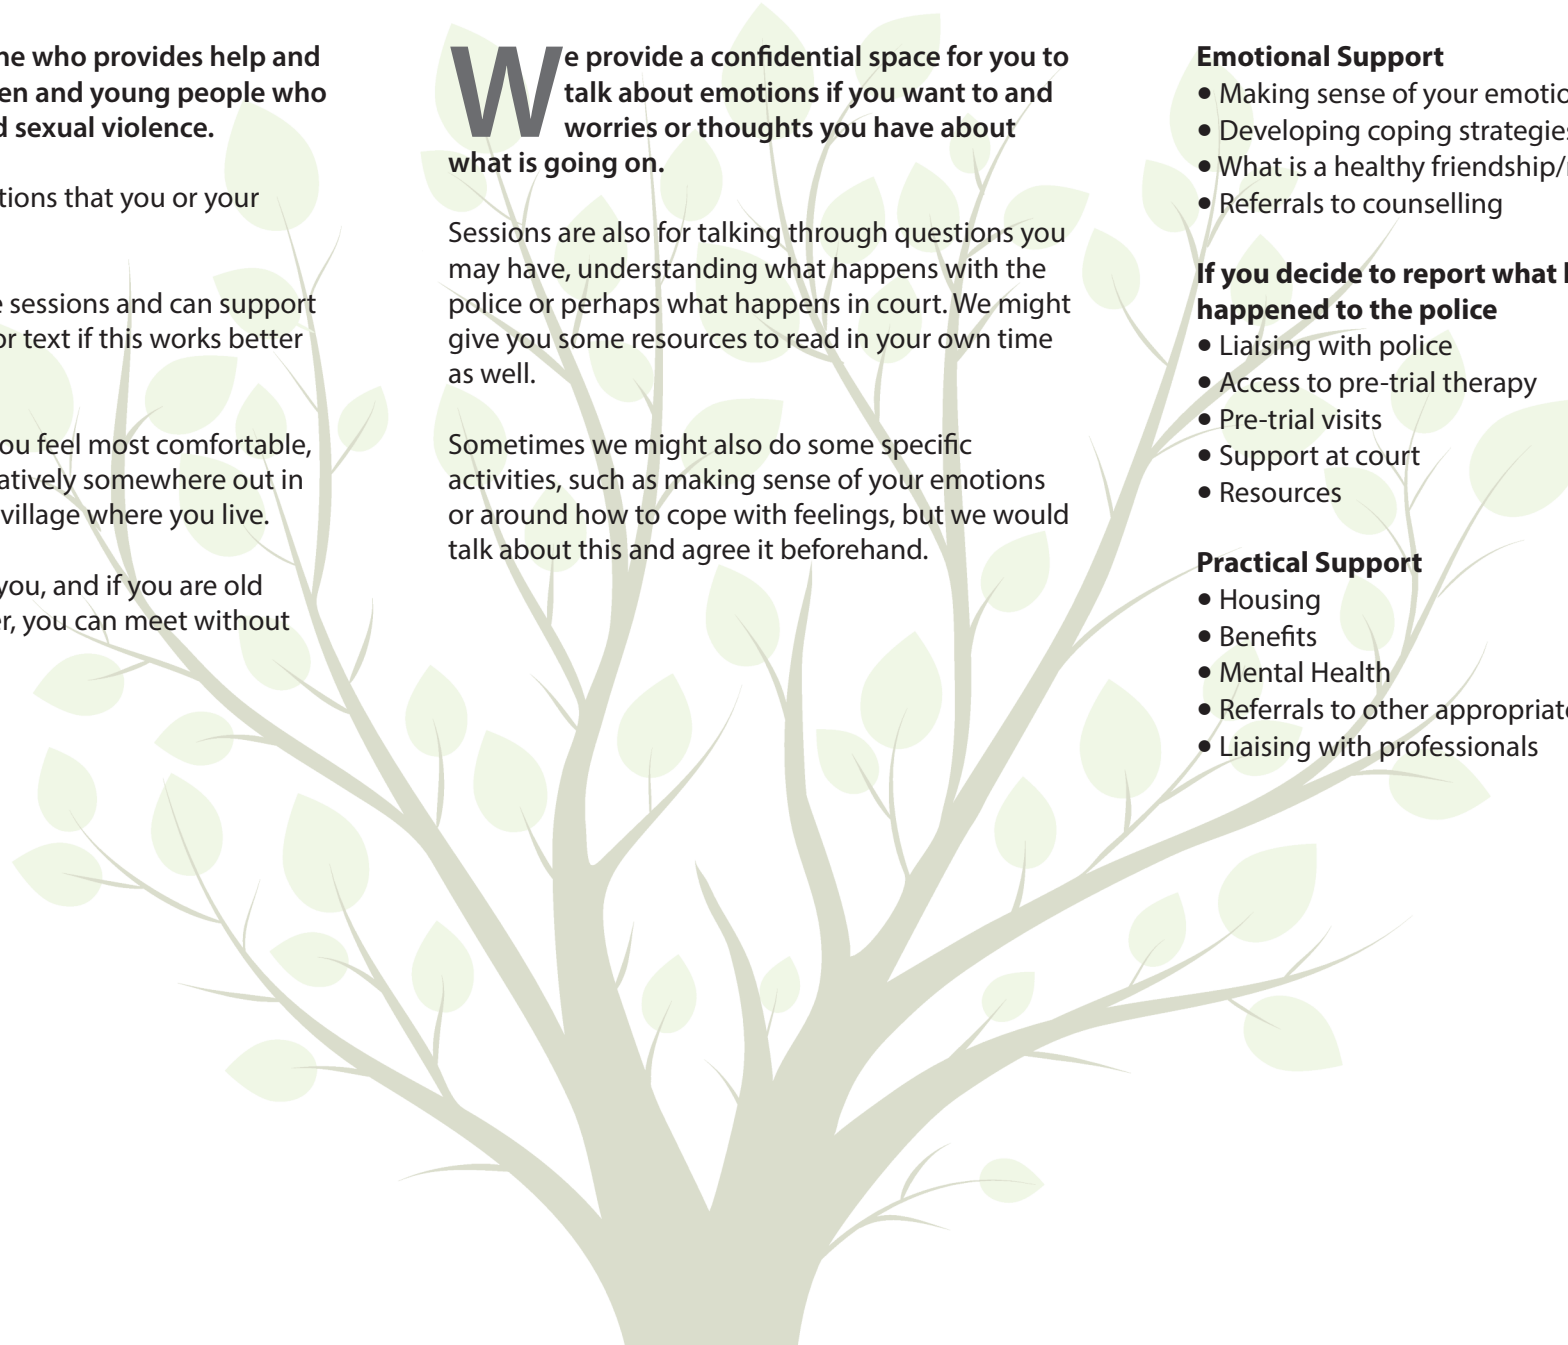 ne who provides help and
en and young people who
d sexual violence.
tions that you or your
e sessions and can support
or text if this works better
ou feel most comfortable,
atively somewhere out in
village where you live.
you, and if you are old
er, you can meet without
We provide a confidential space for you to
talk about emotions if you want to and
worries or thoughts you have about
what is going on.
Sessions are also for talking through questions you
may have, understanding what happens with the
police or perhaps what happens in court. We might
give you some resources to read in your own time
as well.
Sometimes we might also do some specific
activities, such as making sense of your emotions
or around how to cope with feelings, but we would
talk about this and agree it beforehand.
Emotional Support
• Making sense of your emotio
• Developing coping strategies
• What is a healthy friendship/
• Referrals to counselling
If you decide to report what
happened to the police
• Liaising with police
• Access to pre-trial therapy
• Pre-trial visits
• Support at court
• Resources
Practical Support
• Housing
• Benefits
• Mental Health
• Referrals to other appropriate
• Liaising with professionals